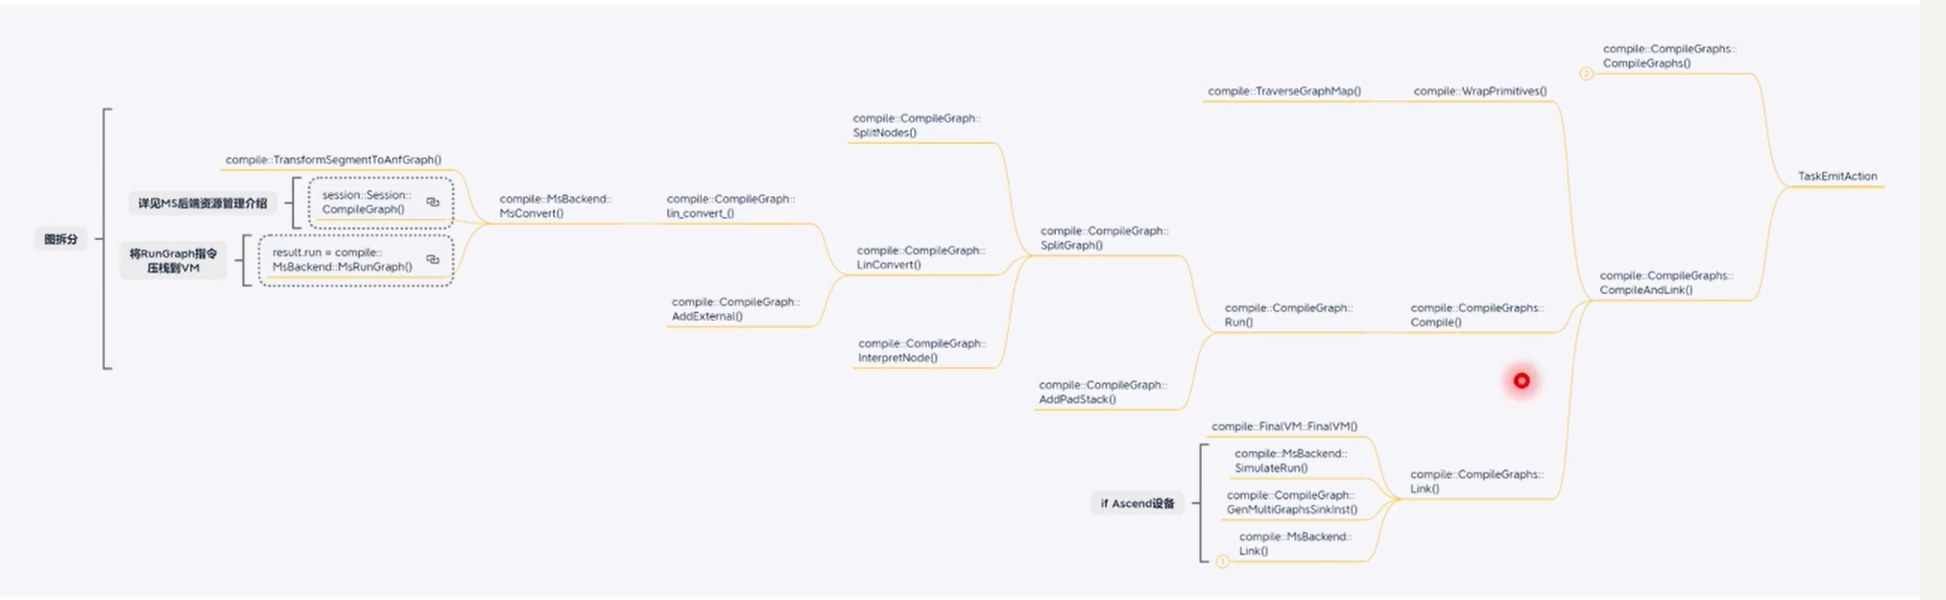 compile::CompileGraphs::
CompileGraphs()
2
compile::TraverseGraphMap()
compile::WrapPrimitives()
compile::CompileGraph::
SplitNodes()
compile::TransformSegmentToAnfGraph()
TaskEmitAction
详见MS后端资源管理介绍
session::Session::
CompileGraph()
compile::MsBackend::
MsConvert()
compile::CompileGraph::
lin_convert_()
图拆分
将RunGraph指令
压栈到VM
result.run = compile::
MsBackend::MsRunGraph()
compile::CompileGraph::
LinConvert()
compile::CompileGraph::
SplitGraph()
compile::CompileGraphs::
CompileAndLink()
compile::CompileGraph::
AddExternal()
compile::CompileGraph::
Run()
compile::CompileGraphs::
Compile()
compile::CompileGraph::
InterpretNode()
compile::CompileGraph::
AddPadStack()
compile::FinalVM::FinalVM()
compile::MsBackend::
SimulateRun()
compile::CompileGraphs::
Link()
if Ascend设备
compile::CompileGraph::
GenMultiGraphsSinkInst()
compile::MsBackend::
Link()
1